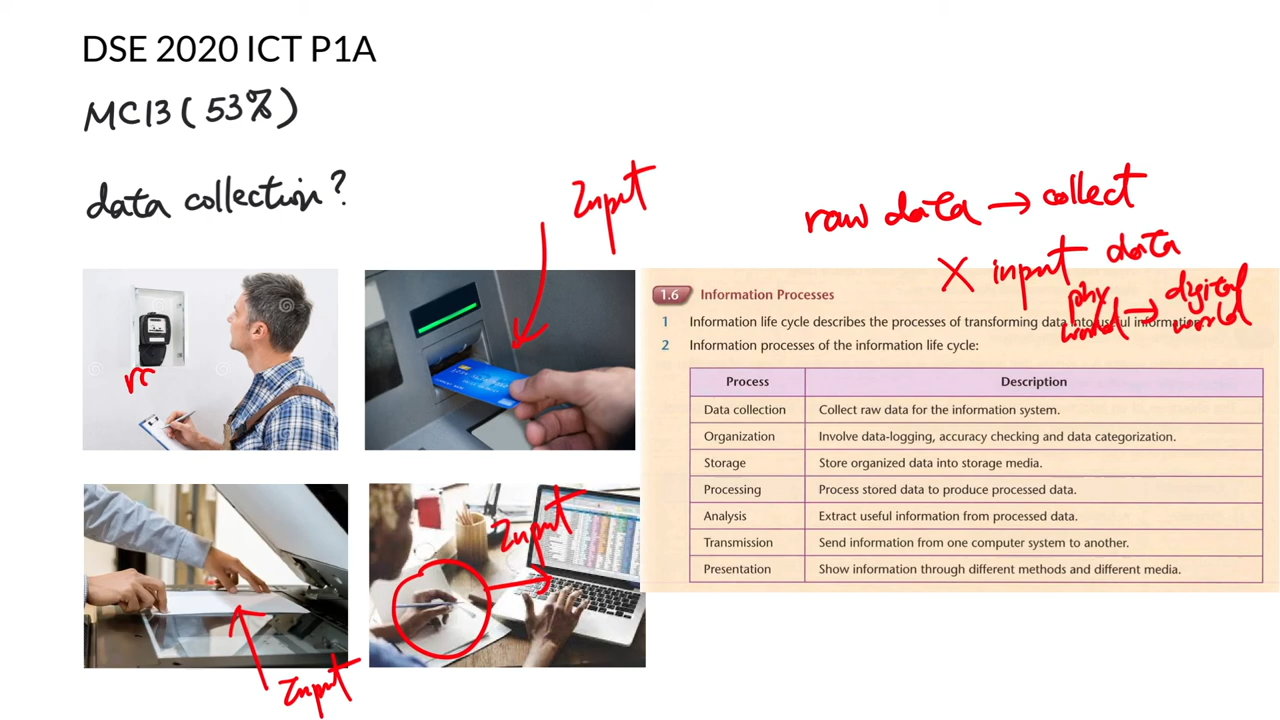 DSE 2020 ICT P1A
MC13 (53%)
data collection?
Input
raw data → collect
X input data
phy world → digital world
1.6 Information Processes
1 Information life cycle describes the processes of transforming data into useful information.
2 Information processes of the information life cycle:
Process Description
Data collection Collect raw data for the information system.
Organization Involve data-logging, accuracy checking and data categorization.
Storage Store organized data into storage media.
Processing Process stored data to produce processed data.
Analysis Extract useful information from processed data.
Transmission Send information from one computer system to another.
Presentation Show information through different methods and different media.
Input
Input